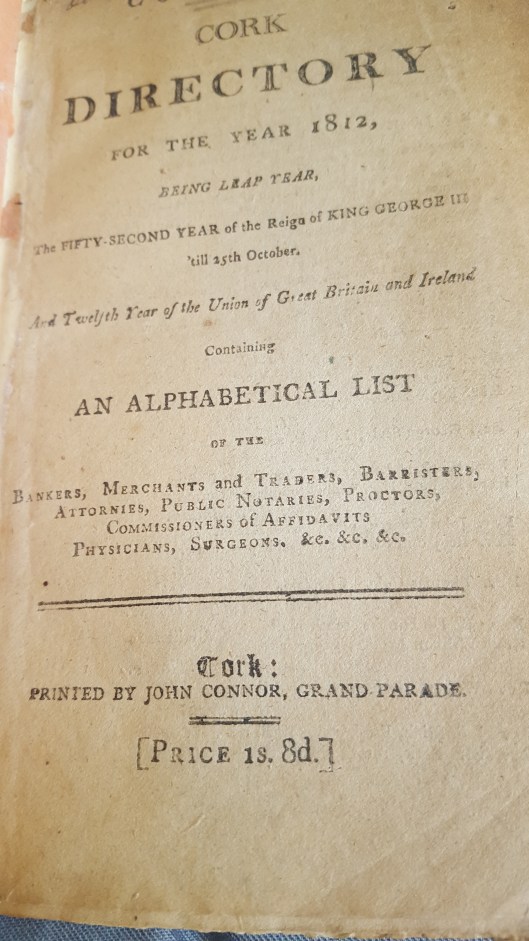 CORK
DIRECTORY
FOR THE YEAR 1812,
BEING LEAP YEAR,
The FIFTY-SECOND YEAR of the Reign of KING GEORGE III
'till 25th October.
And Twelfth Year of the Union of Great Britain and Ireland
Containing
AN ALPHABETICAL LIST
OF THE
BANKERS, MERCHANTS and TRADERS, BARRISTERS,
ATTORNIES, PUBLIC NOTARIES, PROCTORS,
COMMISSIONERS of AFFIDAVITS
PHYSICIANS, SURGEONS, &c. &c. &c.
Cork:
PRINTED BY JOHN CONNOR, GRAND-PARADE.
[PRICE 1s. 8d.]